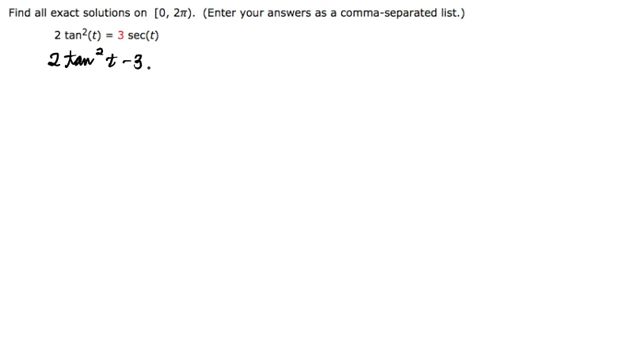 Find all exact solutions on [0, 2π). (Enter your answers as a comma-separated list.)
2 tan²(t) = 3 sec(t)
2 tan² t − 3.